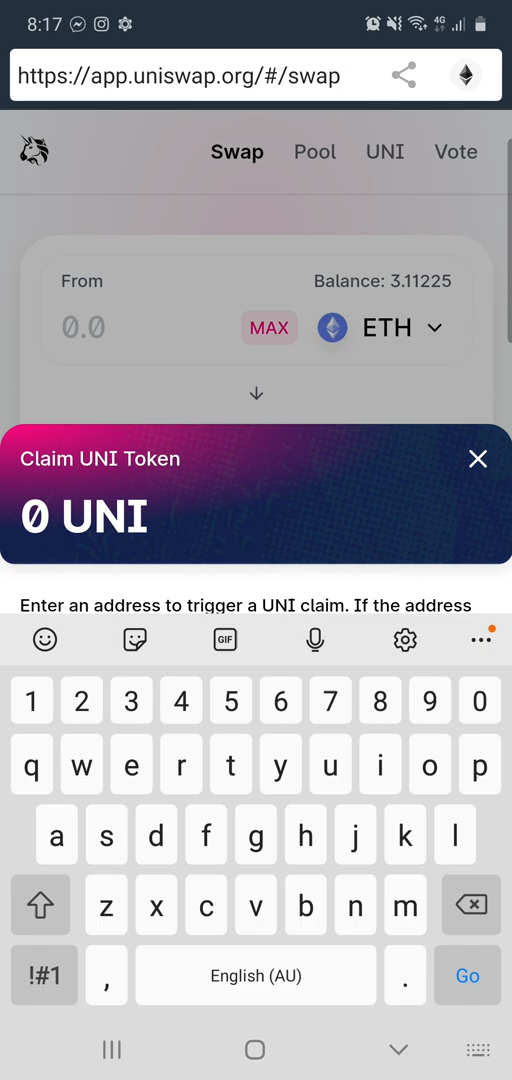 8:17 4G
https://app.uniswap.org/#/swap
Swap Pool UNI Vote
From Balance: 3.11225
0.0 MAX ETH
Claim UNI Token
0 UNI
Enter an address to trigger a UNI claim. If the address
GIF
1 2 3 4 5 6 7 8 9 0
q w e r t y u i o p
a s d f g h j k l
z x c v b n m
!#1 , English (AU) . Go